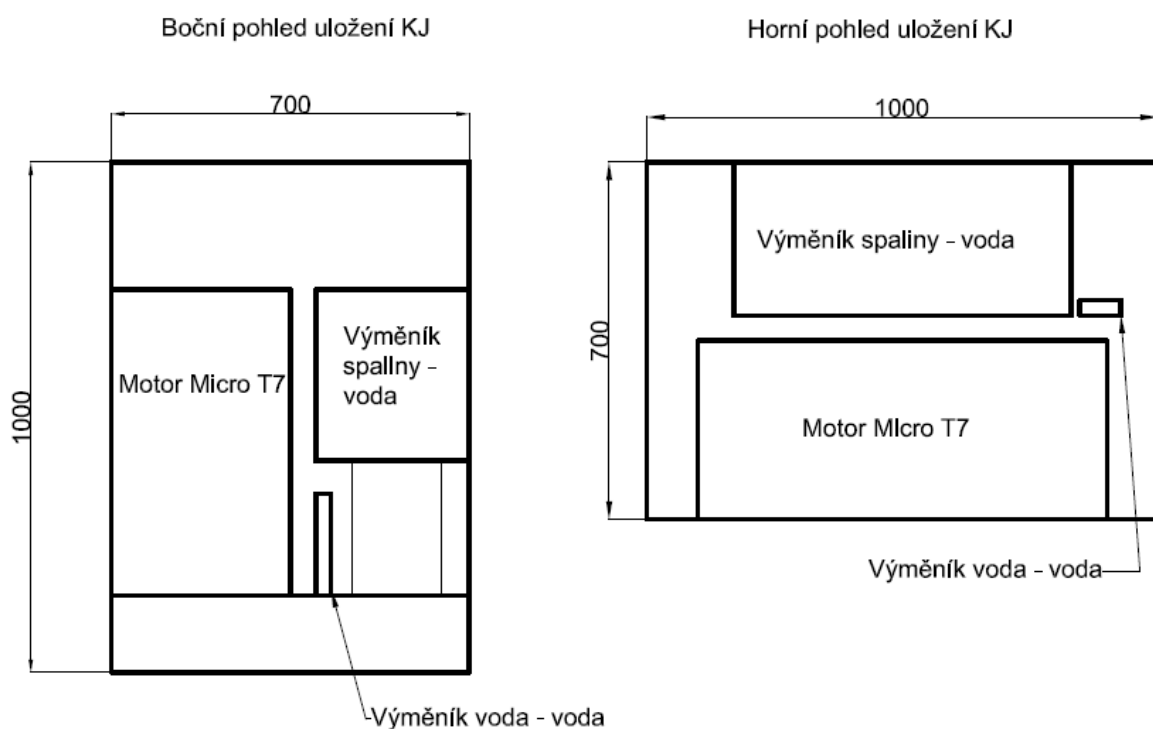 Boční pohled uložení KJ
Horní pohled uložení KJ
700
1000
1000
Motor Micro T7
Výměník
spallny -
voda
Výměník voda - voda
700
Výměník spaliny - voda
Motor MIcro T7
Výměník voda - voda